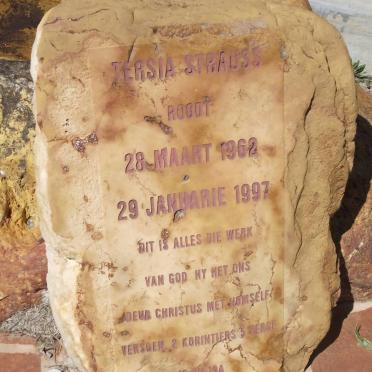 TERSIA STRAUSS
ROODT
28 MAART 1962
29 JANUARIE 1997
DIT IS ALLES DIE WERK
VAN GOD HY HET ONS
DEUR CHRISTUS MET HOMSELF
VERSOEN, 2 KORINTIERS 5